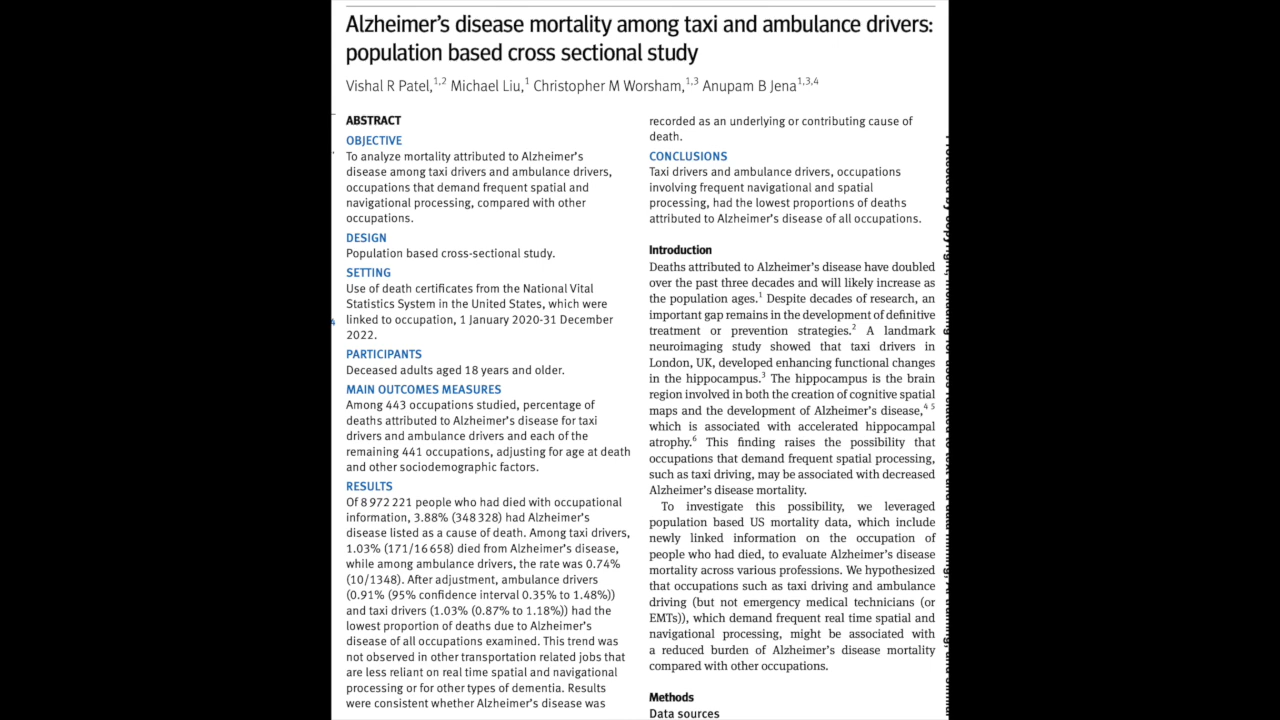 Alzheimer's disease mortality among taxi and ambulance drivers:
population based cross sectional study
Vishal R Patel,1,2 Michael Liu,1 Christopher M Worsham,1,3 Anupam B Jena1,3,4
ABSTRACT
OBJECTIVE
To analyze mortality attributed to Alzheimer's
disease among taxi drivers and ambulance drivers,
occupations that demand frequent spatial and
navigational processing, compared with other
occupations.
DESIGN
Population based cross-sectional study.
SETTING
Use of death certificates from the National Vital
Statistics System in the United States, which were
linked to occupation, 1 January 2020-31 December
2022.
PARTICIPANTS
Deceased adults aged 18 years and older.
MAIN OUTCOMES MEASURES
Among 443 occupations studied, percentage of
deaths attributed to Alzheimer's disease for taxi
drivers and ambulance drivers and each of the
remaining 441 occupations, adjusting for age at death
and other sociodemographic factors.
RESULTS
Of 8 972 221 people who had died with occupational
information, 3.88% (348 328) had Alzheimer's
disease listed as a cause of death. Among taxi drivers,
1.03% (171/16 658) died from Alzheimer's disease,
while among ambulance drivers, the rate was 0.74%
(10/1348). After adjustment, ambulance drivers
(0.91% (95% confidence interval 0.35% to 1.48%))
and taxi drivers (1.03% (0.87% to 1.18%)) had the
lowest proportion of deaths due to Alzheimer's
disease of all occupations examined. This trend was
not observed in other transportation related jobs that
are less reliant on real time spatial and navigational
processing or for other types of dementia. Results
were consistent whether Alzheimer's disease was
recorded as an underlying or contributing cause of
death.
CONCLUSIONS
Taxi drivers and ambulance drivers, occupations
involving frequent navigational and spatial
processing, had the lowest proportions of deaths
attributed to Alzheimer's disease of all occupations.
Introduction
Deaths attributed to Alzheimer's disease have doubled
over the past three decades and will likely increase as
the population ages.1 Despite decades of research, an
important gap remains in the development of definitive
treatment or prevention strategies.2 A landmark
neuroimaging study showed that taxi drivers in
London, UK, developed enhancing functional changes
in the hippocampus.3 The hippocampus is the brain
region involved in both the creation of cognitive spatial
maps and the development of Alzheimer's disease,4 5
which is associated with accelerated hippocampal
atrophy.6 This finding raises the possibility that
occupations that demand frequent spatial processing,
such as taxi driving, may be associated with decreased
Alzheimer's disease mortality.
To investigate this possibility, we leveraged
population based US mortality data, which include
newly linked information on the occupation of
people who had died, to evaluate Alzheimer's disease
mortality across various professions. We hypothesized
that occupations such as taxi driving and ambulance
driving (but not emergency medical technicians (or
EMTs)), which demand frequent real time spatial and
navigational processing, might be associated with
a reduced burden of Alzheimer's disease mortality
compared with other occupations.
Methods
Data sources